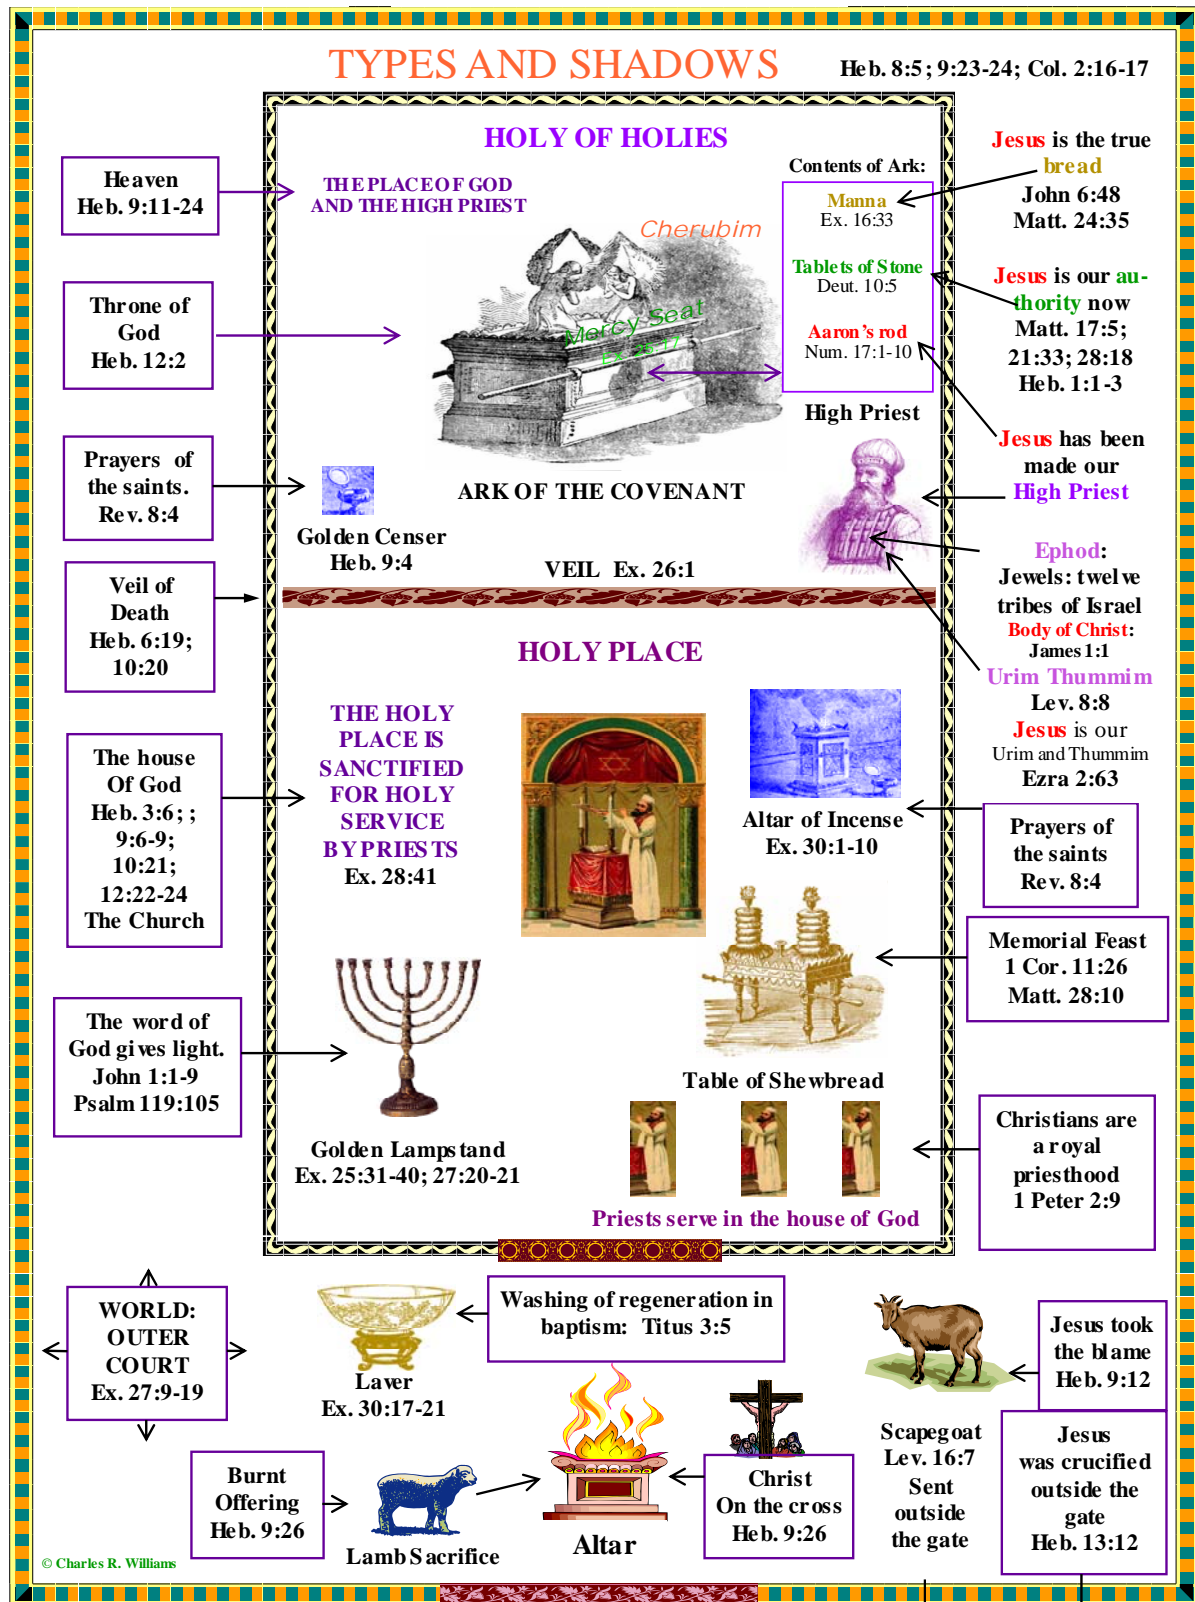 TYPES AND SHADOWS
Heb. 8:5; 9:23-24; Col. 2:16-17
HOLY OF HOLIES
THE PLACE OF GOD
AND THE HIGH PRIEST
Heaven
Heb. 9:11-24
Throne of
God
Heb. 12:2
Prayers of
the saints.
Rev. 8:4
Veil of
Death
Heb. 6:19;
10:20
Cherubim
Mercy Seat
Ex. 25:17
ARK OF THE COVENANT
Golden Censer
Heb. 9:4
VEIL Ex. 26:1
Contents of Ark:
Manna
Ex. 16:33
Tablets of Stone
Deut. 10:5
Aaron's rod
Num. 17:1-10
High Priest
Jesus is the true
bread
John 6:48
Matt. 24:35
Jesus is our au-
thority now
Matt. 17:5;
21:33; 28:18
Heb. 1:1-3
Jesus has been
made our
High Priest
Ephod:
Jewels: twelve
tribes of Israel
Body of Christ:
James 1:1
Urim Thummim
Lev. 8:8
Jesus is our
Urim and Thummim
Ezra 2:63
HOLY PLACE
THE HOLY
PLACE IS
SANCTIFIED
FOR HOLY
SERVICE
BY PRIESTS
Ex. 28:41
The house
Of God
Heb. 3:6; ;
9:6-9;
10:21;
12:22-24
The Church
Altar of Incense
Ex. 30:1-10
Prayers of
the saints
Rev. 8:4
Memorial Feast
1 Cor. 11:26
Matt. 28:10
The word of
God gives light.
John 1:1-9
Psalm 119:105
Table of Shewbread
Golden Lampstand
Ex. 25:31-40; 27:20-21
Christians are
a royal
priesthood
1 Peter 2:9
Priests serve in the house of God
WORLD:
OUTER
COURT
Ex. 27:9-19
Laver
Ex. 30:17-21
Washing of regeneration in
baptism: Titus 3:5
Jesus took
the blame
Heb. 9:12
Scapegoat
Lev. 16:7
Sent
outside
the gate
Jesus
was crucified
outside the
gate
Heb. 13:12
Burnt
Offering
Heb. 9:26
Lamb Sacrifice
Altar
Christ
On the cross
Heb. 9:26
© Charles R. Williams